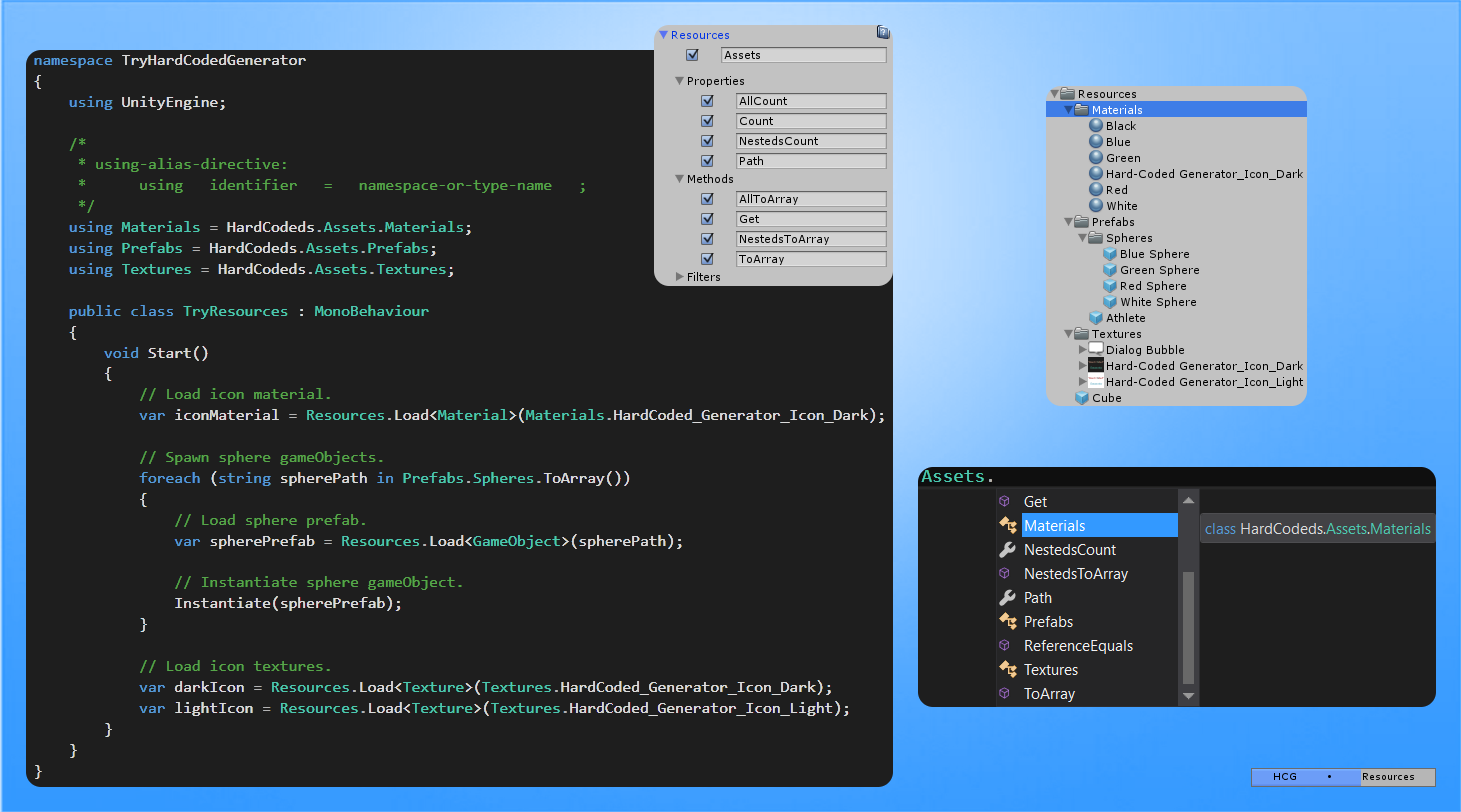 namespace TryHardCodedGenerator
{
using UnityEngine;
/*
* using-alias-directive:
* using identifier = namespace-or-type-name ;
*/
using Materials = HardCodeds.Assets.Materials;
using Prefabs = HardCodeds.Assets.Prefabs;
using Textures = HardCodeds.Assets.Textures;
public class TryResources : MonoBehaviour
{
void Start()
{
// Load icon material.
var iconMaterial = Resources.Load<Material>(Materials.HardCoded_Generator_Icon_Dark);
// Spawn sphere gameObjects.
foreach (string spherePath in Prefabs.Spheres.ToArray())
{
// Load sphere prefab.
var spherePrefab = Resources.Load<GameObject>(spherePath);
// Instantiate sphere gameObject.
Instantiate(spherePrefab);
}
// Load icon textures.
var darkIcon = Resources.Load<Texture>(Textures.HardCoded_Generator_Icon_Dark);
var lightIcon = Resources.Load<Texture>(Textures.HardCoded_Generator_Icon_Light);
}
}
}
Resources
Assets
Properties
AllCount
Count
NestedsCount
Path
Methods
AllToArray
Get
NestedsToArray
ToArray
Filters
Resources
Materials
Black
Blue
Green
Hard-Coded Generator_Icon_Dark
Red
White
Prefabs
Spheres
Blue Sphere
Green Sphere
Red Sphere
White Sphere
Athlete
Textures
Dialog Bubble
Hard-Coded Generator_Icon_Dark
Hard-Coded Generator_Icon_Light
Cube
Assets.
Get
Materials
class HardCodeds.Assets.Materials
NestedsCount
NestedsToArray
Path
Prefabs
ReferenceEquals
Textures
ToArray
HCG • Resources